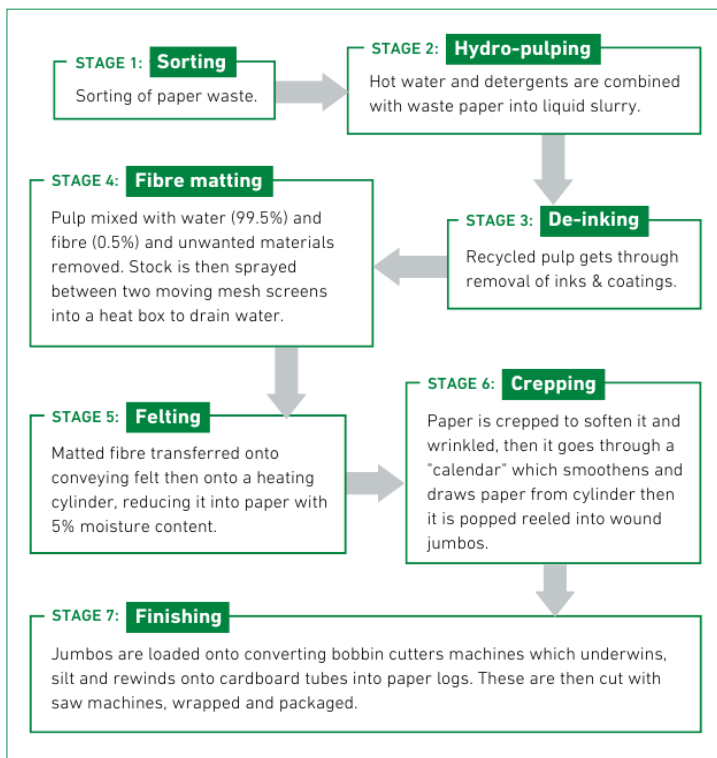 STAGE 1: Sorting
Sorting of paper waste.
STAGE 2: Hydro-pulping
Hot water and detergents are combined
with waste paper into liquid slurry.
STAGE 3: De-inking
Recycled pulp gets through
removal of inks & coatings.
STAGE 4: Fibre matting
Pulp mixed with water (99.5%) and
fibre (0.5%) and unwanted materials
removed. Stock is then sprayed
between two moving mesh screens
into a heat box to drain water.
STAGE 5: Felting
Matted fibre transferred onto
conveying felt then onto a heating
cylinder, reducing it into paper with
5% moisture content.
STAGE 6: Crepping
Paper is crepped to soften it and
wrinkled, then it goes through a
"calendar" which smoothens and
draws paper from cylinder then
it is popped reeled into wound
jumbos.
STAGE 7: Finishing
Jumbos are loaded onto converting bobbin cutters machines which underwins,
silt and rewinds onto cardboard tubes into paper logs. These are then cut with
saw machines, wrapped and packaged.